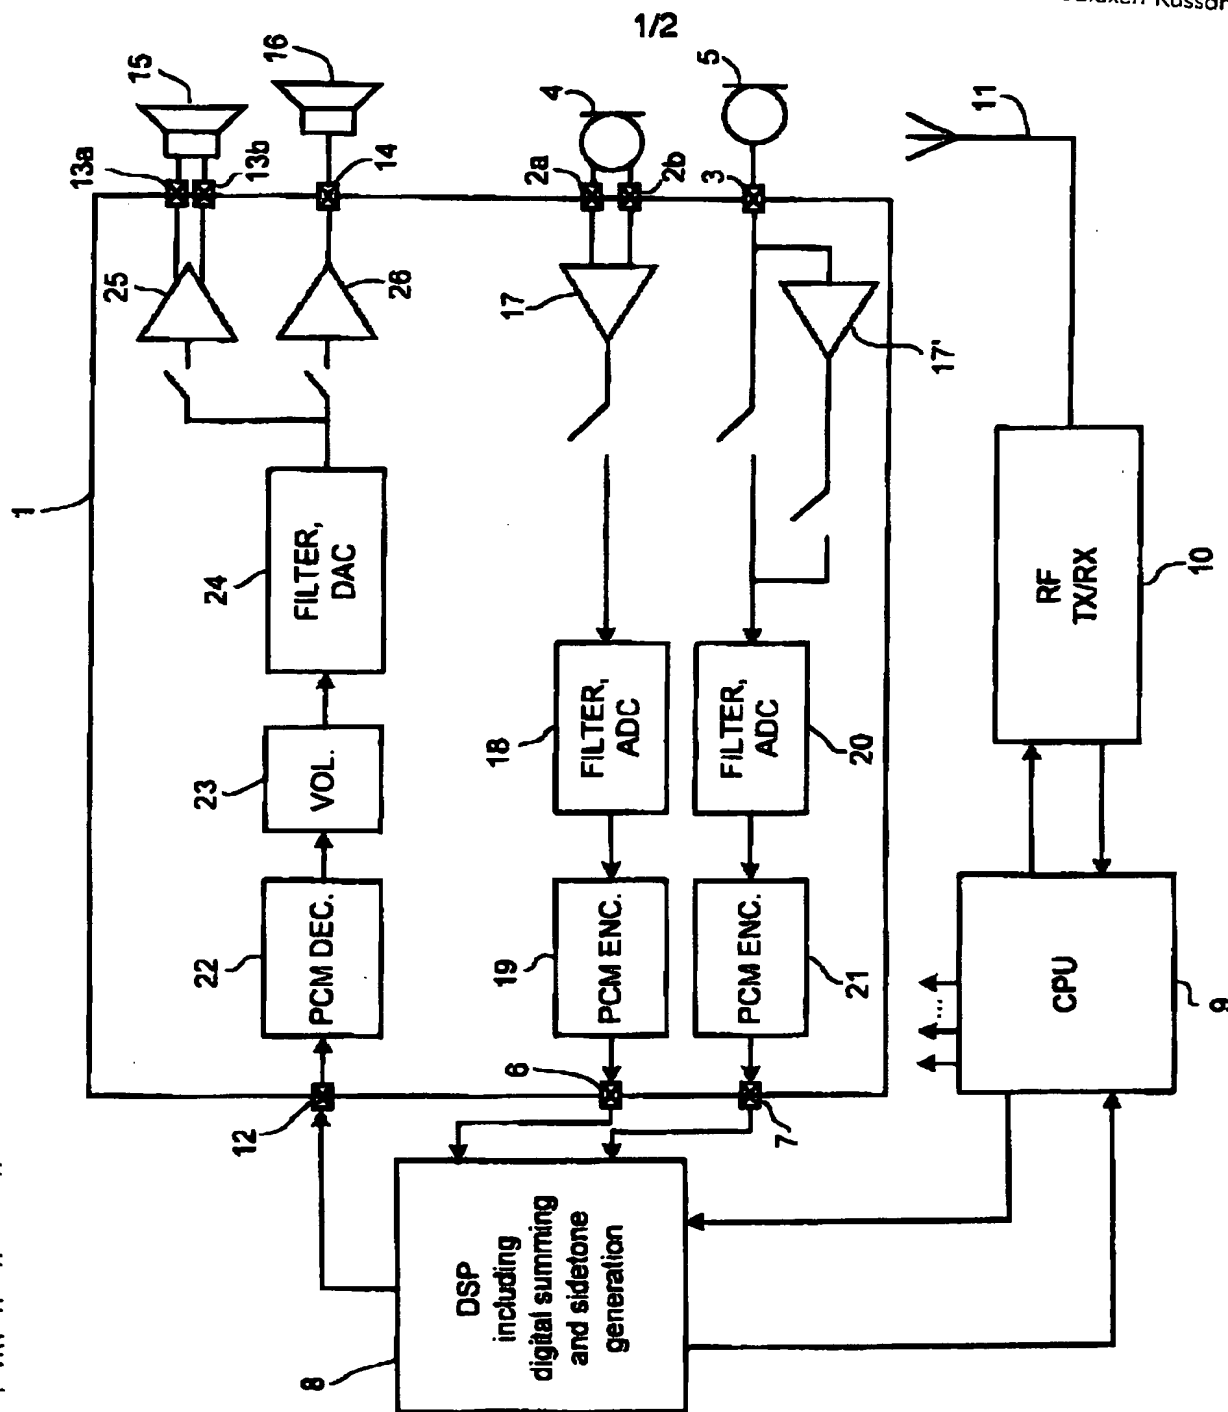 1/2
15
16
4
5
11
13a
13b
14
2a
2b
3
25
26
17
17'
1
24
FILTER,
DAC
23
VOL.
22
PCM DEC.
18
FILTER,
ADC
20
FILTER,
ADC
19
PCM ENC.
21
PCM ENC.
10
RF
TX/RX
12
6
7
9
CPU
...
8
DSP
including
digital summing
and sidetone
generation